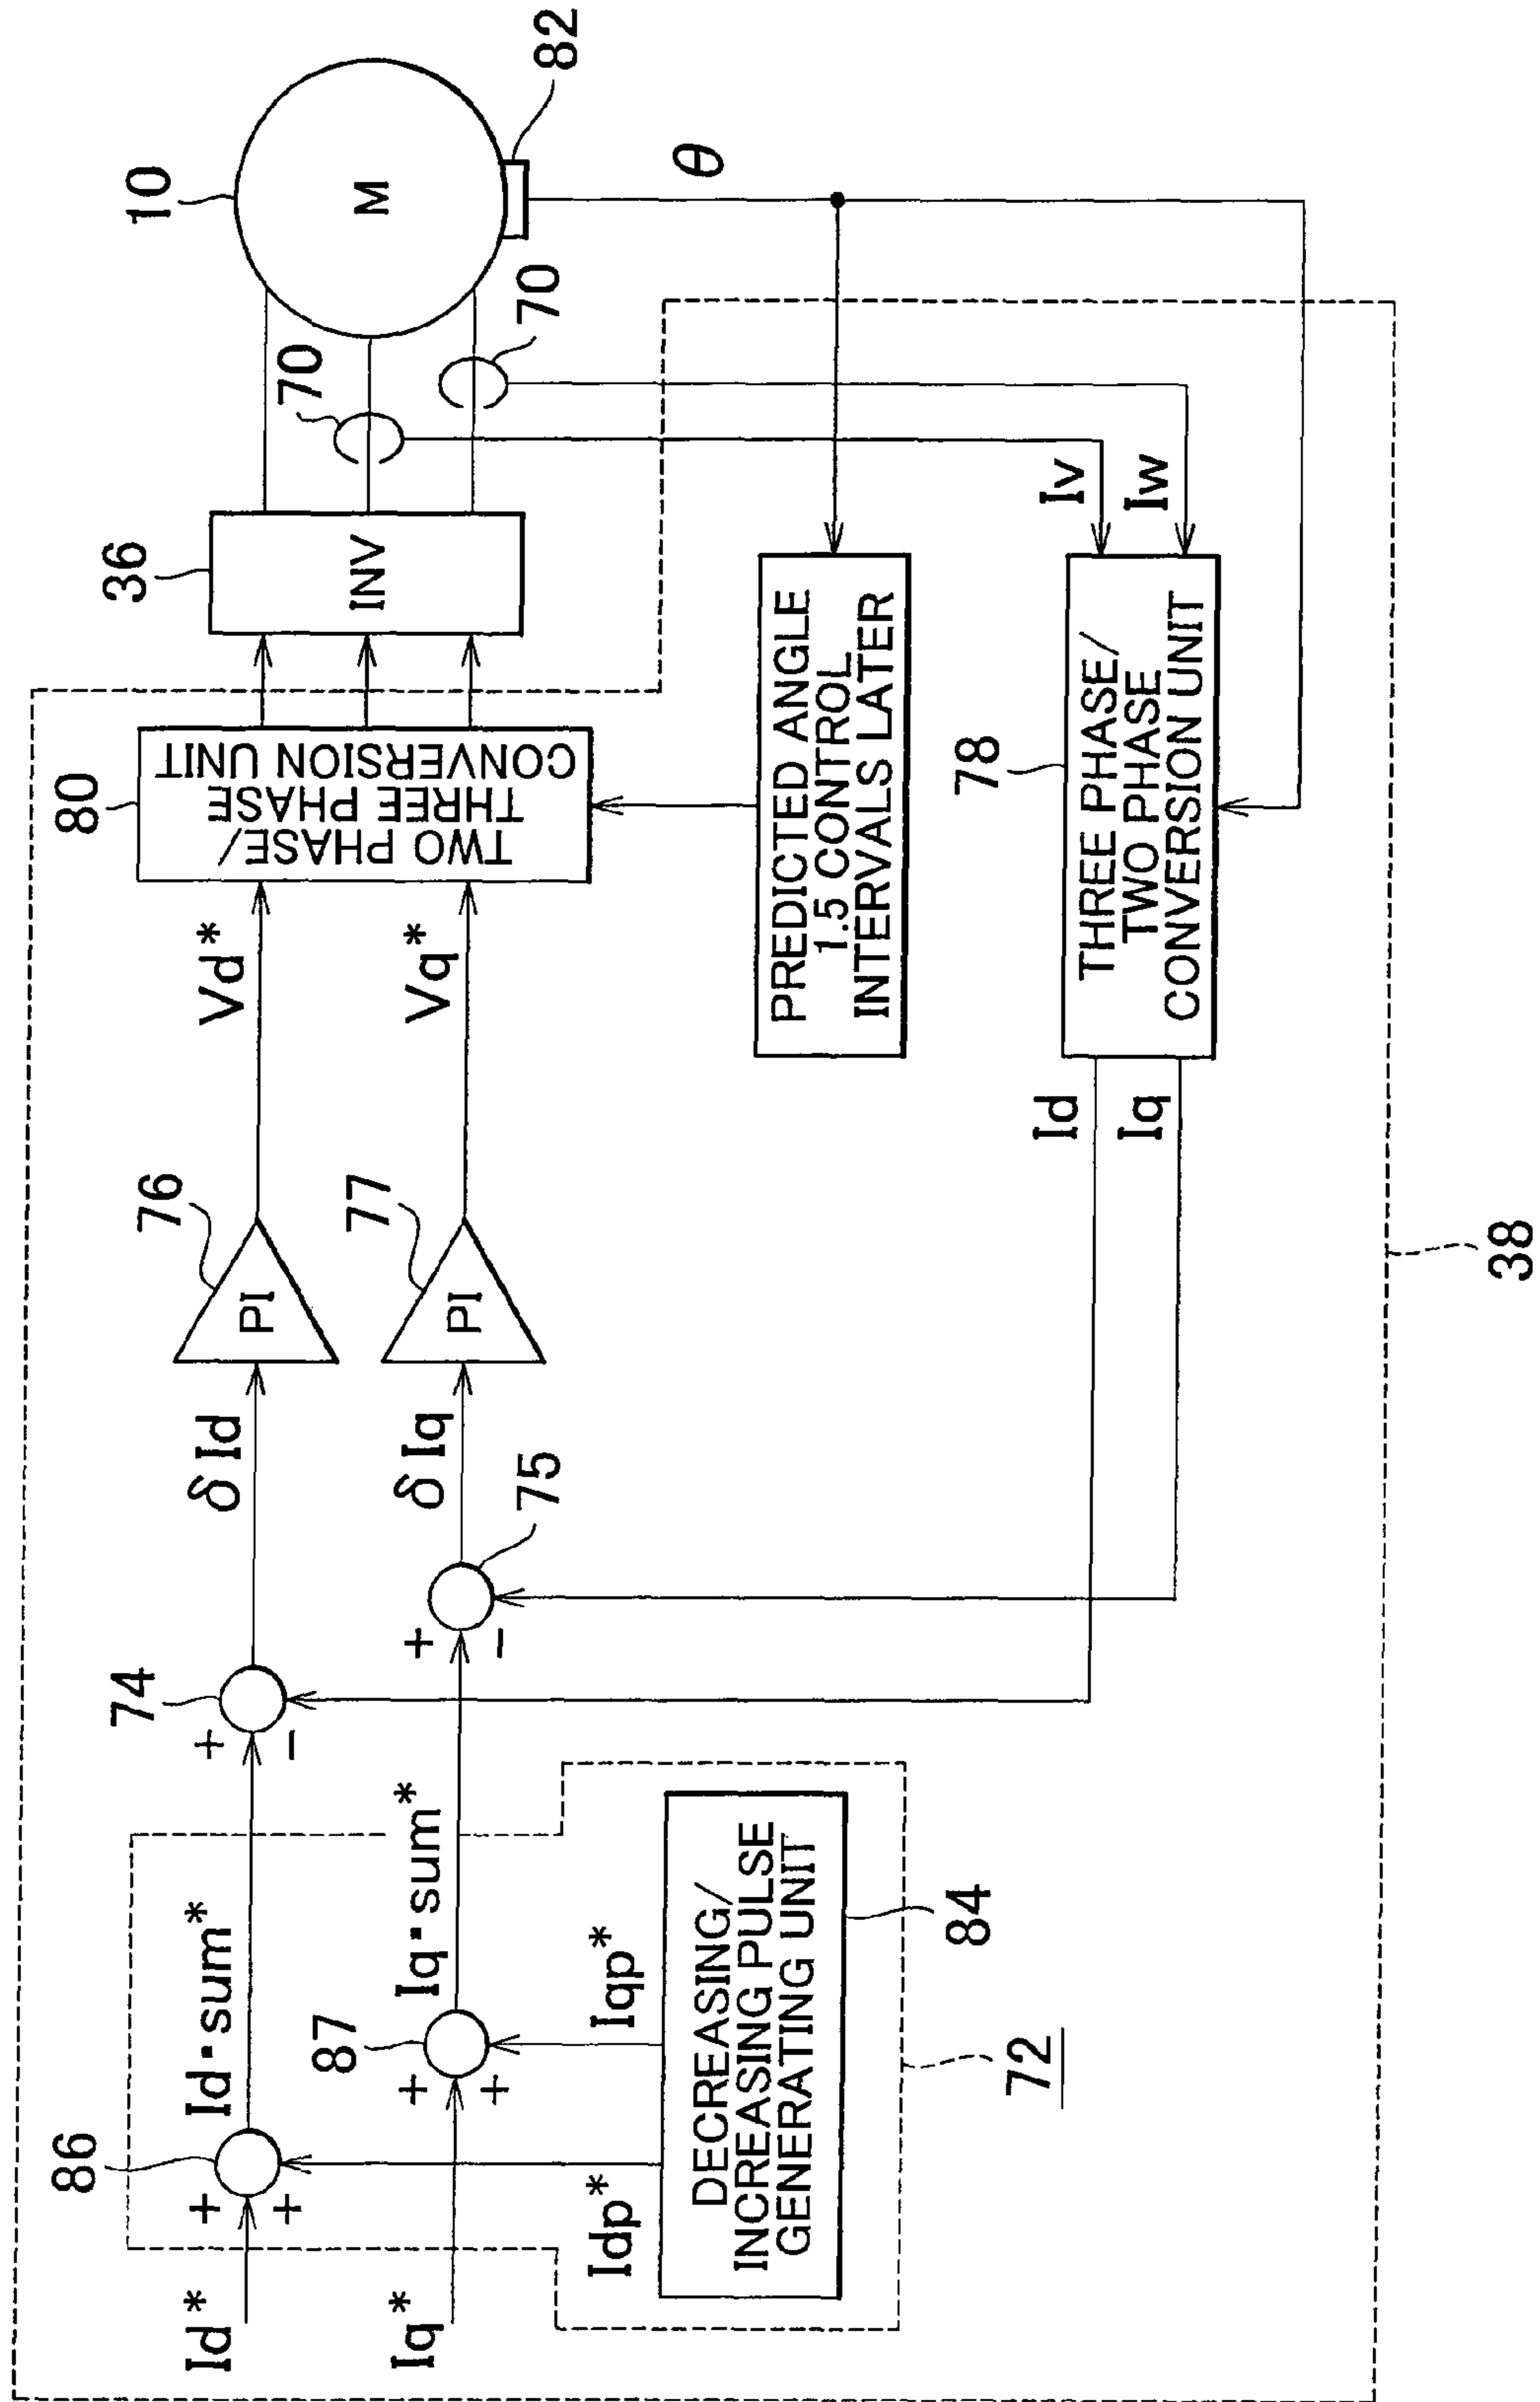 10
M
82
θ
70
70
36
INV
Iv
Iw
80
TWO PHASE/
THREE PHASE
CONVERSION UNIT
PREDICTED ANGLE
1.5 CONTROL
INTERVALS LATER
78
THREE PHASE/
TWO PHASE
CONVERSION UNIT
Vd*
Vq*
Id
Iq
76
PI
77
PI
δId
δIq
75
74
+
−
+
−
38
Id・sum*
Iq・sum*
86
+
+
87
+
+
Idp*
Iqp*
DECREASING/
INCREASING PULSE
GENERATING UNIT
84
72
Id*
Iq*